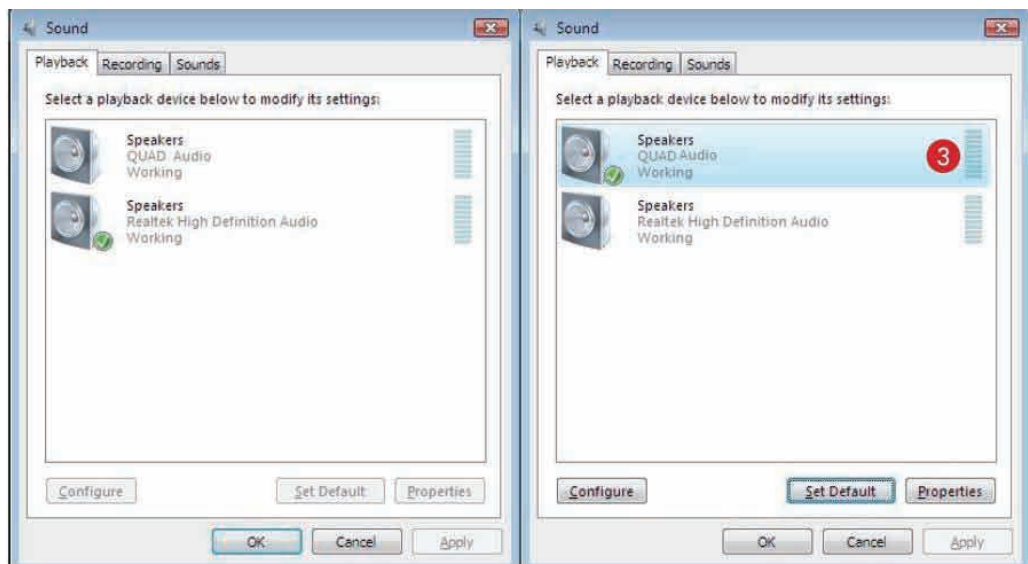 Sound
Playback Recording Sounds
Select a playback device below to modify its settings:
Speakers
QUAD Audio
Working
Speakers
Realtek High Definition Audio
Working
Configure Set Default Properties
OK Cancel Apply
Sound
Playback Recording Sounds
Select a playback device below to modify its settings:
Speakers
QUAD Audio
Working
3
Speakers
Realtek High Definition Audio
Working
Configure Set Default Properties
OK Cancel Apply